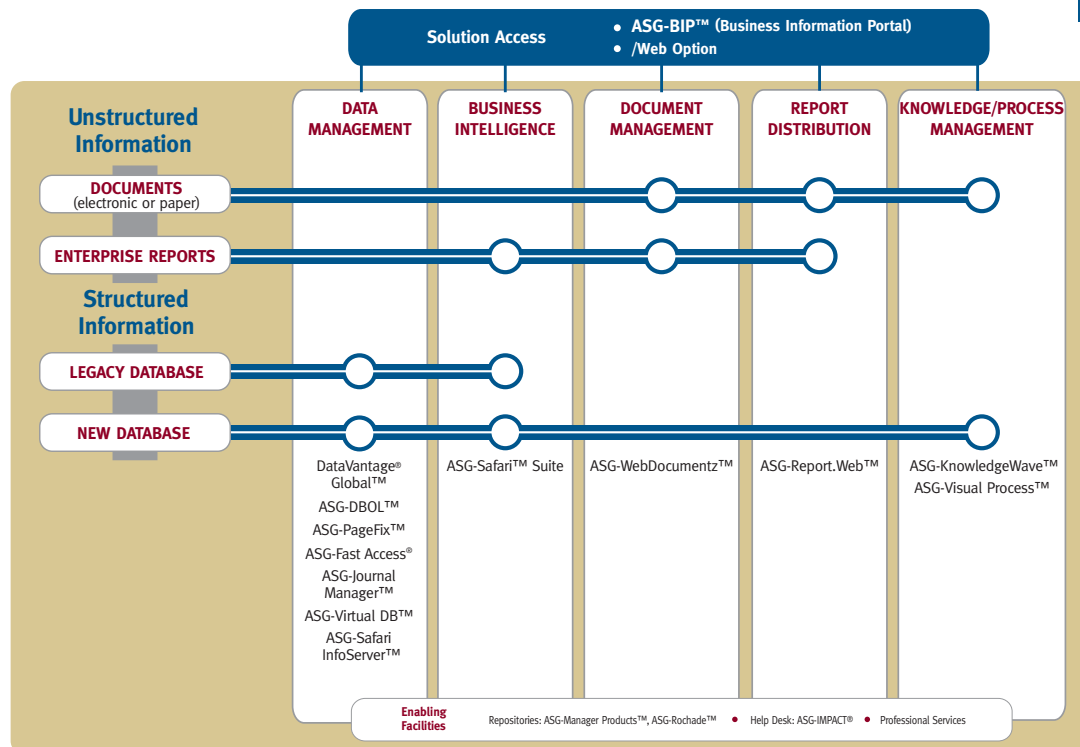 Solution Access
• ASG-BIP™ (Business Information Portal)
• /Web Option
Unstructured
Information
DATA
MANAGEMENT
BUSINESS
INTELLIGENCE
DOCUMENT
MANAGEMENT
REPORT
DISTRIBUTION
KNOWLEDGE/PROCESS
MANAGEMENT
DOCUMENTS
(electronic or paper)
ENTERPRISE REPORTS
Structured
Information
LEGACY DATABASE
NEW DATABASE
DataVantage®
Global™
ASG-DBOL™
ASG-PageFix™
ASG-Fast Access®
ASG-Journal
Manager™
ASG-Virtual DB™
ASG-Safari
InfoServer™
ASG-Safari™ Suite
ASG-WebDocumentz™
ASG-Report.Web™
ASG-KnowledgeWave™
ASG-Visual Process™
Enabling
Facilities
Repositories: ASG-Manager Products™, ASG-Rochade™ • Help Desk: ASG-IMPACT® • Professional Services